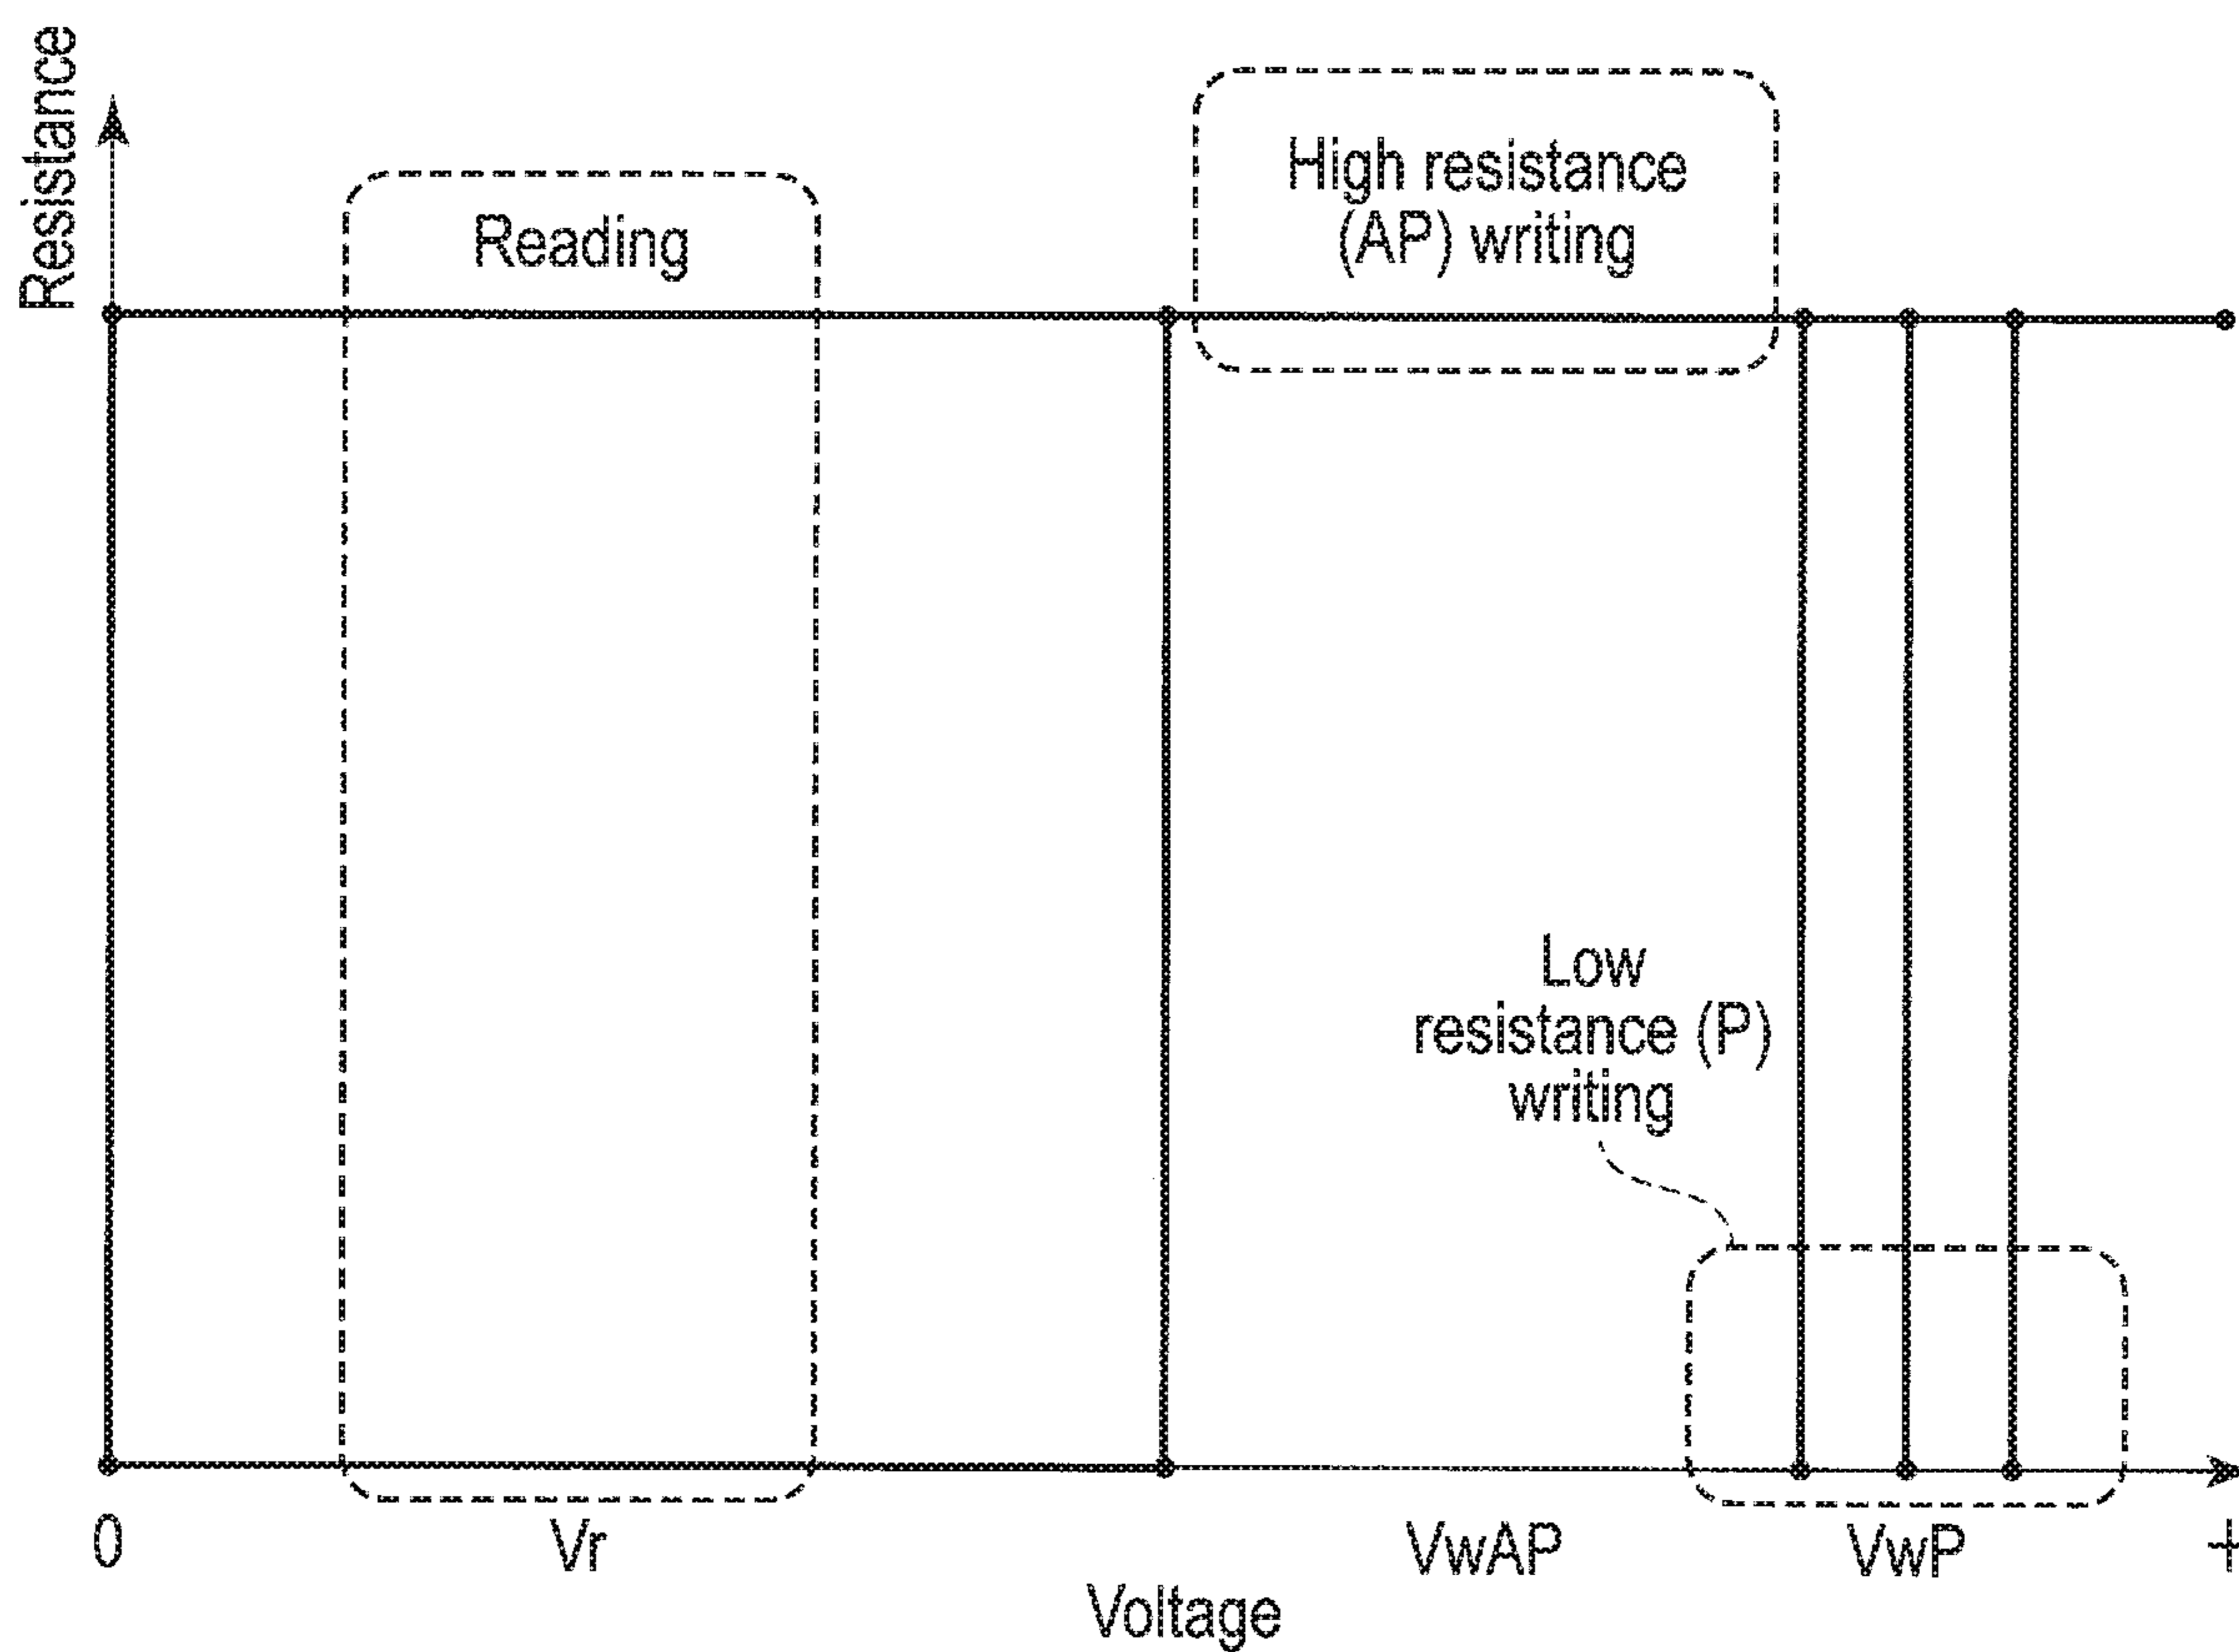 Resistance
Reading
High resistance
(AP) writing
Low
resistance (P)
writing
0
Vr
VwAP
VwP
+
Voltage